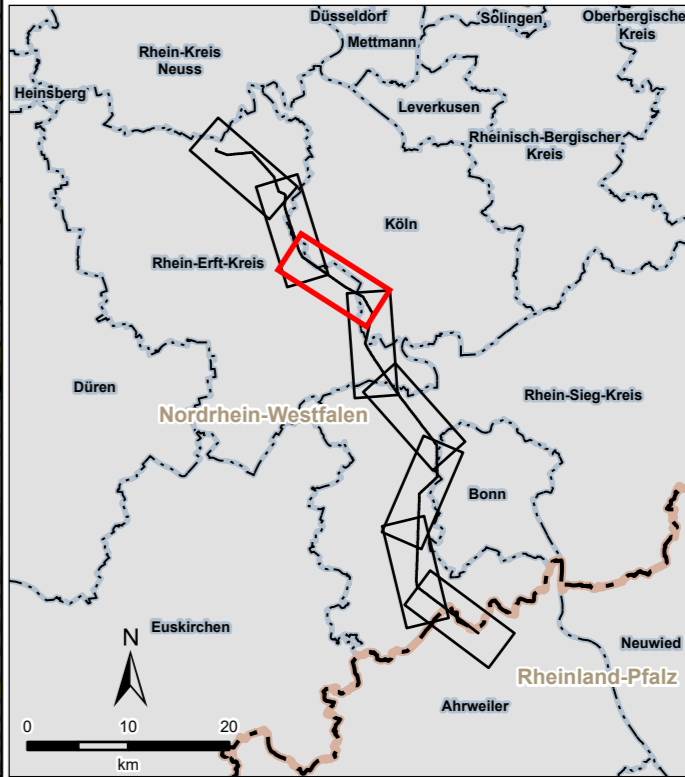 Düsseldorf
Solingen
Oberbergischer
Kreis
Mettmann
Rhein-Kreis
Neuss
Heinsberg
Leverkusen
Rheinisch-Bergischer
Kreis
Köln
Rhein-Erft-Kreis
Düren
Rhein-Sieg-Kreis
Nordrhein-Westfalen
Bonn
Euskirchen
N
Neuwied
Rheinland-Pfalz
Ahrweiler
0 10 20
km